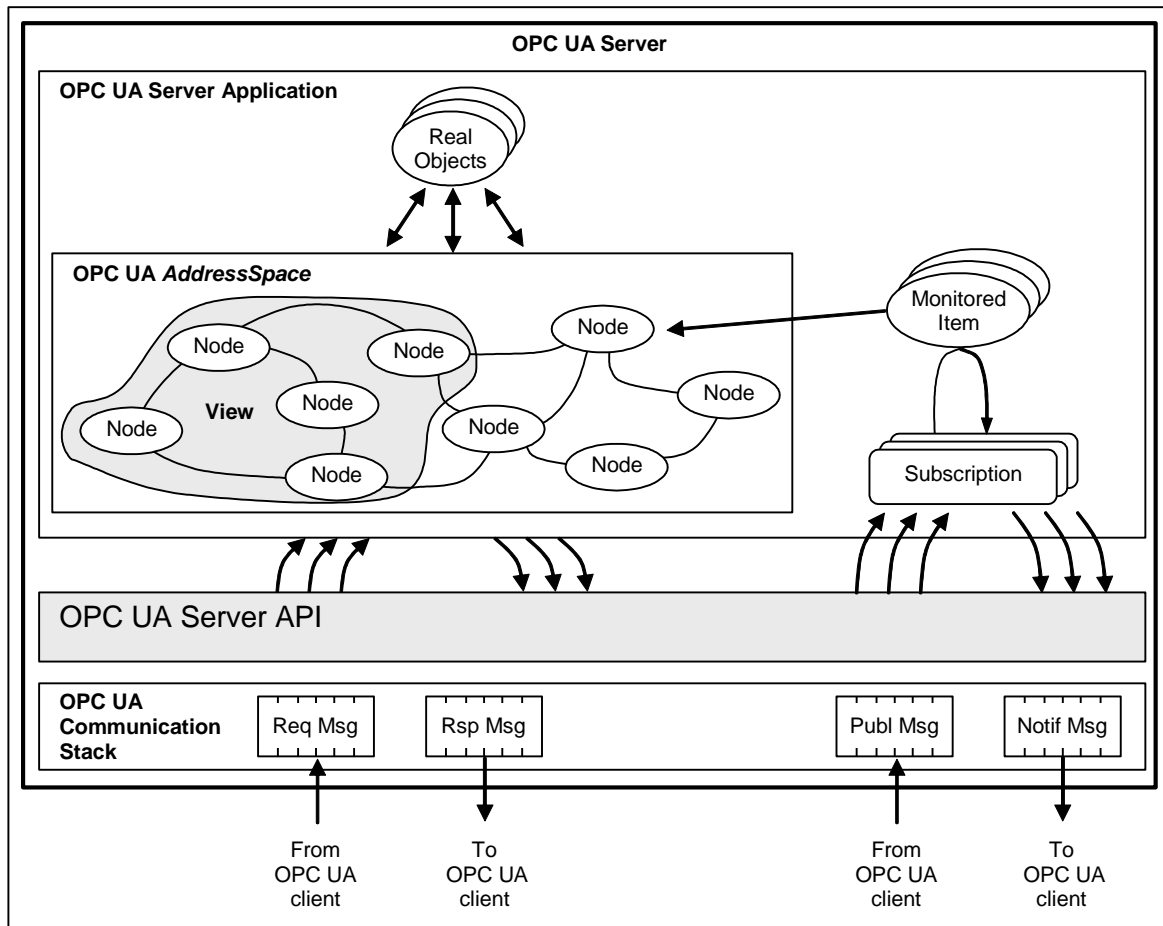 OPC UA Server
OPC UA Server Application
Real
Objects
OPC UA AddressSpace
Monitored
Item
Node
Node
Node
Node
View
Node
Node
Node
Node
Node
Subscription
OPC UA Server API
OPC UA
Communication
Stack
Req Msg
Rsp Msg
Publ Msg
Notif Msg
From
OPC UA
client
To
OPC UA
client
From
OPC UA
client
To
OPC UA
client